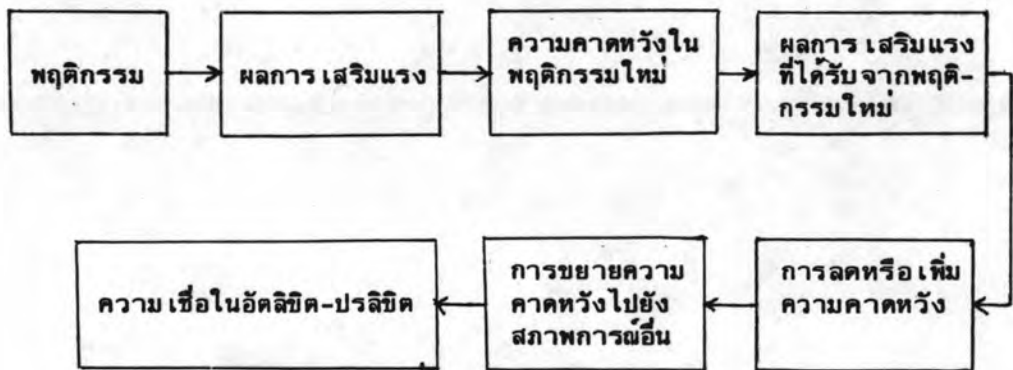 พฤติกรรม
ผลการเสริมแรง
ความคาดหวังใน
พฤติกรรมใหม่
ผลการเสริมแรง
ที่ได้รับจากพฤติ-
กรรมใหม่
การลดหรือเพิ่ม
ความคาดหวัง
การขยายความ
คาดหวังไปยัง
สภาพการณ์อื่น
ความเชื่อในอัตลิขิต-ปรลิขิต